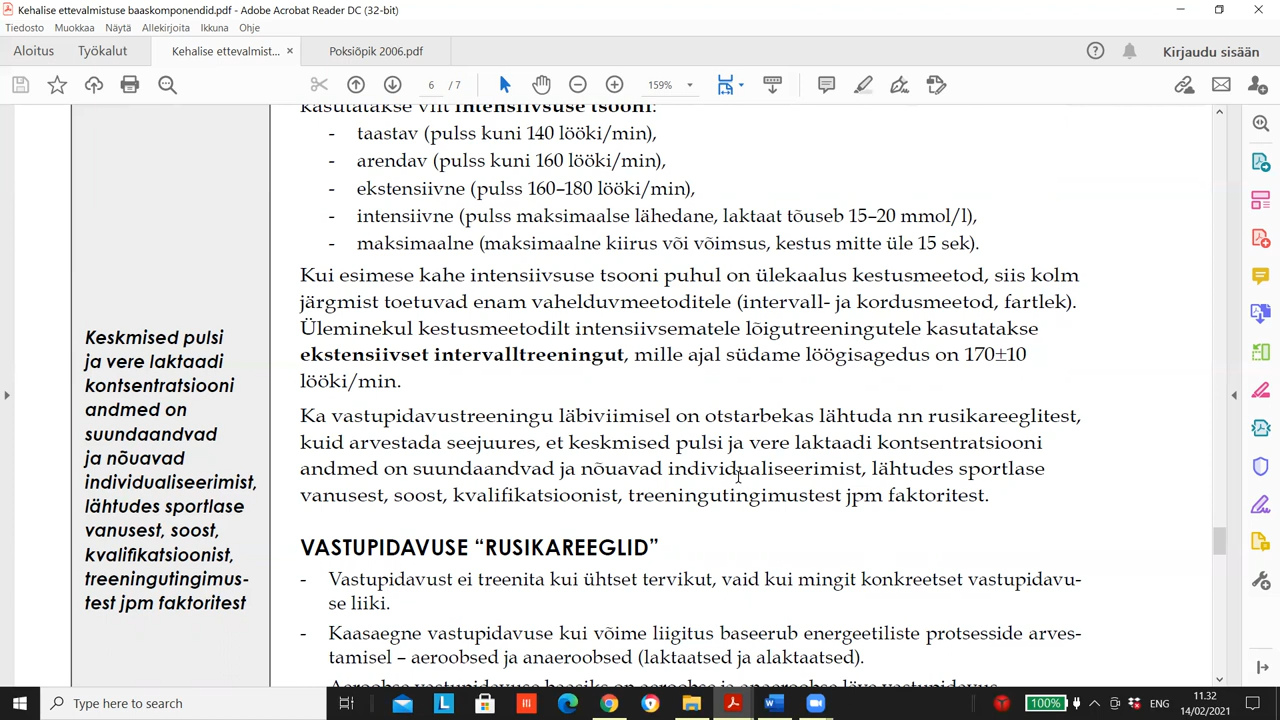 Kehalise ettevalmistuse baaskomponendid.pdf - Adobe Acrobat Reader DC (32-bit)
Tiedosto Muokkaa Näytä Allekirjoita Ikkuna Ohje
Aloitus Työkalut Kehalise ettevalmist... × Poksiõpik 2006.pdf Kirjaudu sisään
6 / 7 159%
kasutatakse viit intensiivsuse tsooni:
- taastav (pulss kuni 140 lööki/min),
- arendav (pulss kuni 160 lööki/min),
- ekstensiivne (pulss 160–180 lööki/min),
- intensiivne (pulss maksimaalse lähedane, laktaat tõuseb 15–20 mmol/l),
- maksimaalne (maksimaalne kiirus või võimsus, kestus mitte üle 15 sek).
Kui esimese kahe intensiivsuse tsooni puhul on ülekaalus kestusmeetod, siis kolm
järgmist toetuvad enam vahelduvmeetoditele (intervall- ja kordusmeetod, fartlek).
Üleminekul kestusmeetodilt intensiivsematele lõigutreeningutele kasutatakse
ekstensiivset intervalltreeningut, mille ajal südame löögisagedus on 170±10
lööki/min.
Ka vastupidavustreeningu läbiviimisel on otstarbekas lähtuda nn rusikareeglitest,
kuid arvestada seejuures, et keskmised pulsi ja vere laktaadi kontsentratsiooni
andmed on suundaandvad ja nõuavad individualiseerimist, lähtudes sportlase
vanusest, soost, kvalifikatsioonist, treeningutingimustest jpm faktoritest.
Keskmised pulsi
ja vere laktaadi
kontsentratsiooni
andmed on
suundaandvad
ja nõuavad
individualiseerimist,
lähtudes sportlase
vanusest, soost,
kvalifikatsioonist,
treeningutingimus-
test jpm faktoritest
VASTUPIDAVUSE “RUSIKAREEGLID”
- Vastupidavust ei treenita kui ühtset tervikut, vaid kui mingit konkreetset vastupidavu-
se liiki.
- Kaasaegne vastupidavuse kui võime liigitus baseerub energeetiliste protsesside arves-
tamisel – aeroobsed ja anaeroobsed (laktaatsed ja alaktaatsed).
Type here to search
100% ENG 11.32
14/02/2021